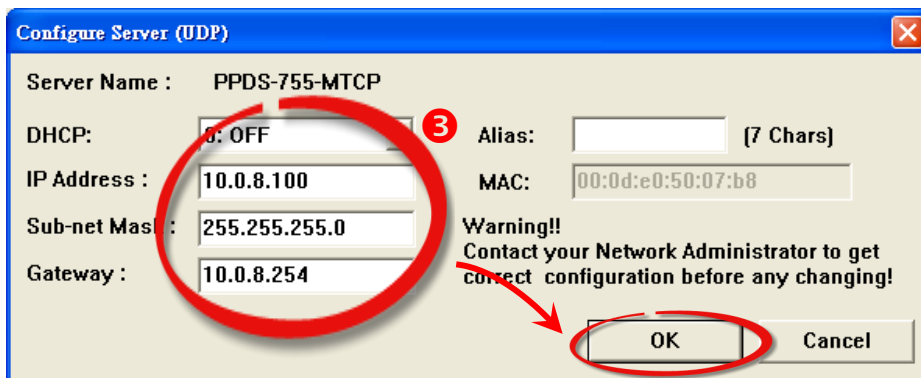 Configure Server (UDP)
Server Name : PPDS-755-MTCP
DHCP: 0: OFF
3
Alias: (7 Chars)
IP Address : 10.0.8.100
MAC: 00:0d:e0:50:07:b8
Sub-net Mask : 255.255.255.0
Gateway : 10.0.8.254
Warning!!
Contact your Network Administrator to get
correct configuration before any changing!
OK
Cancel